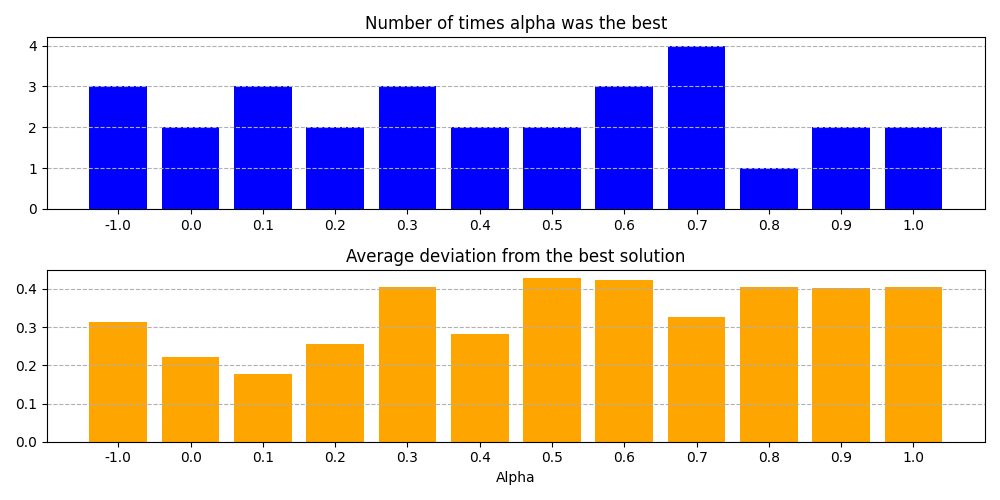 Number of times alpha was the best
4
3
2
1
0
-1.0 0.0 0.1 0.2 0.3 0.4 0.5 0.6 0.7 0.8 0.9 1.0
Average deviation from the best solution
0.4
0.3
0.2
0.1
0.0
-1.0 0.0 0.1 0.2 0.3 0.4 0.5 0.6 0.7 0.8 0.9 1.0
Alpha